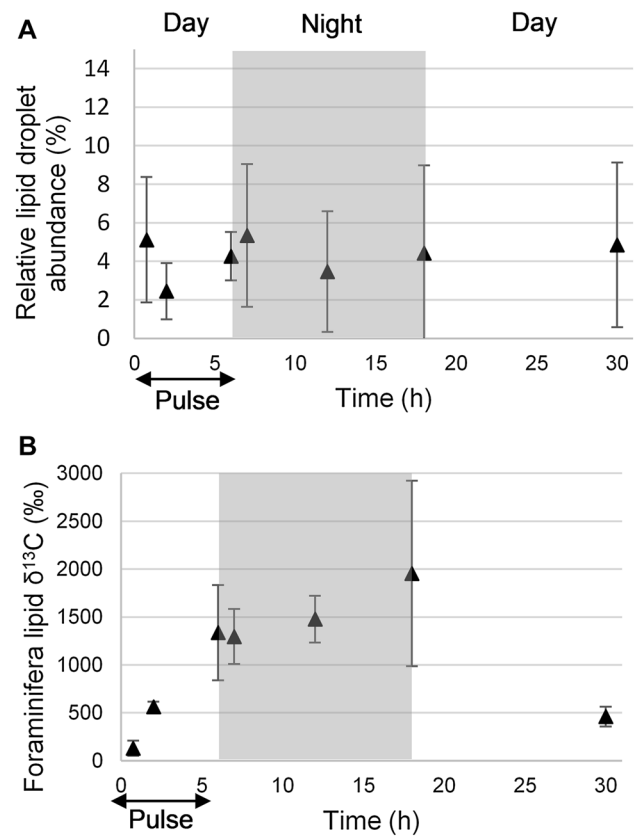 A
Day Night Day
Relative lipid droplet
abundance (%)
14
12
10
8
6
4
2
0
0 5 10 15 20 25 30
Pulse
Time (h)
B
Foraminifera lipid δ¹³C (‰)
3000
2500
2000
1500
1000
500
0
0 5 10 15 20 25 30
Pulse
Time (h)